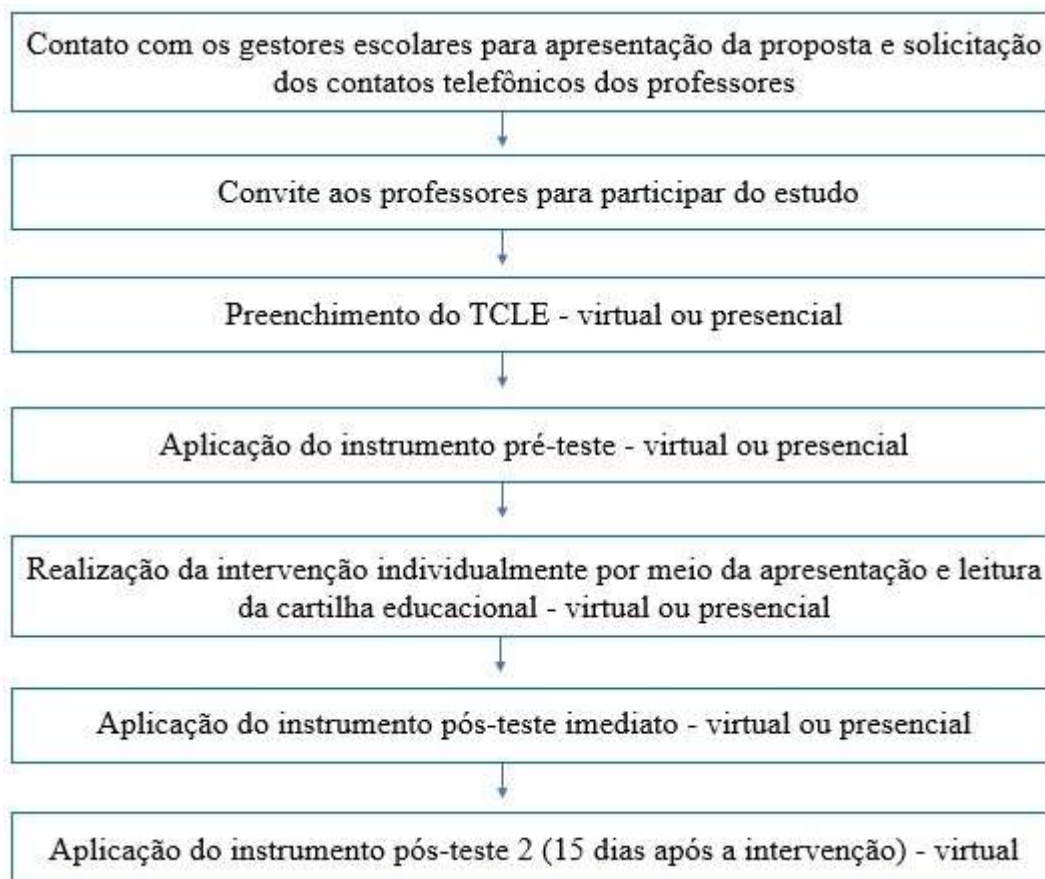 Contato com os gestores escolares para apresentação da proposta e solicitação
dos contatos telefônicos dos professores
Convite aos professores para participar do estudo
Preenchimento do TCLE - virtual ou presencial
Aplicação do instrumento pré-teste - virtual ou presencial
Realização da intervenção individualmente por meio da apresentação e leitura
da cartilha educacional - virtual ou presencial
Aplicação do instrumento pós-teste imediato - virtual ou presencial
Aplicação do instrumento pós-teste 2 (15 dias após a intervenção) - virtual